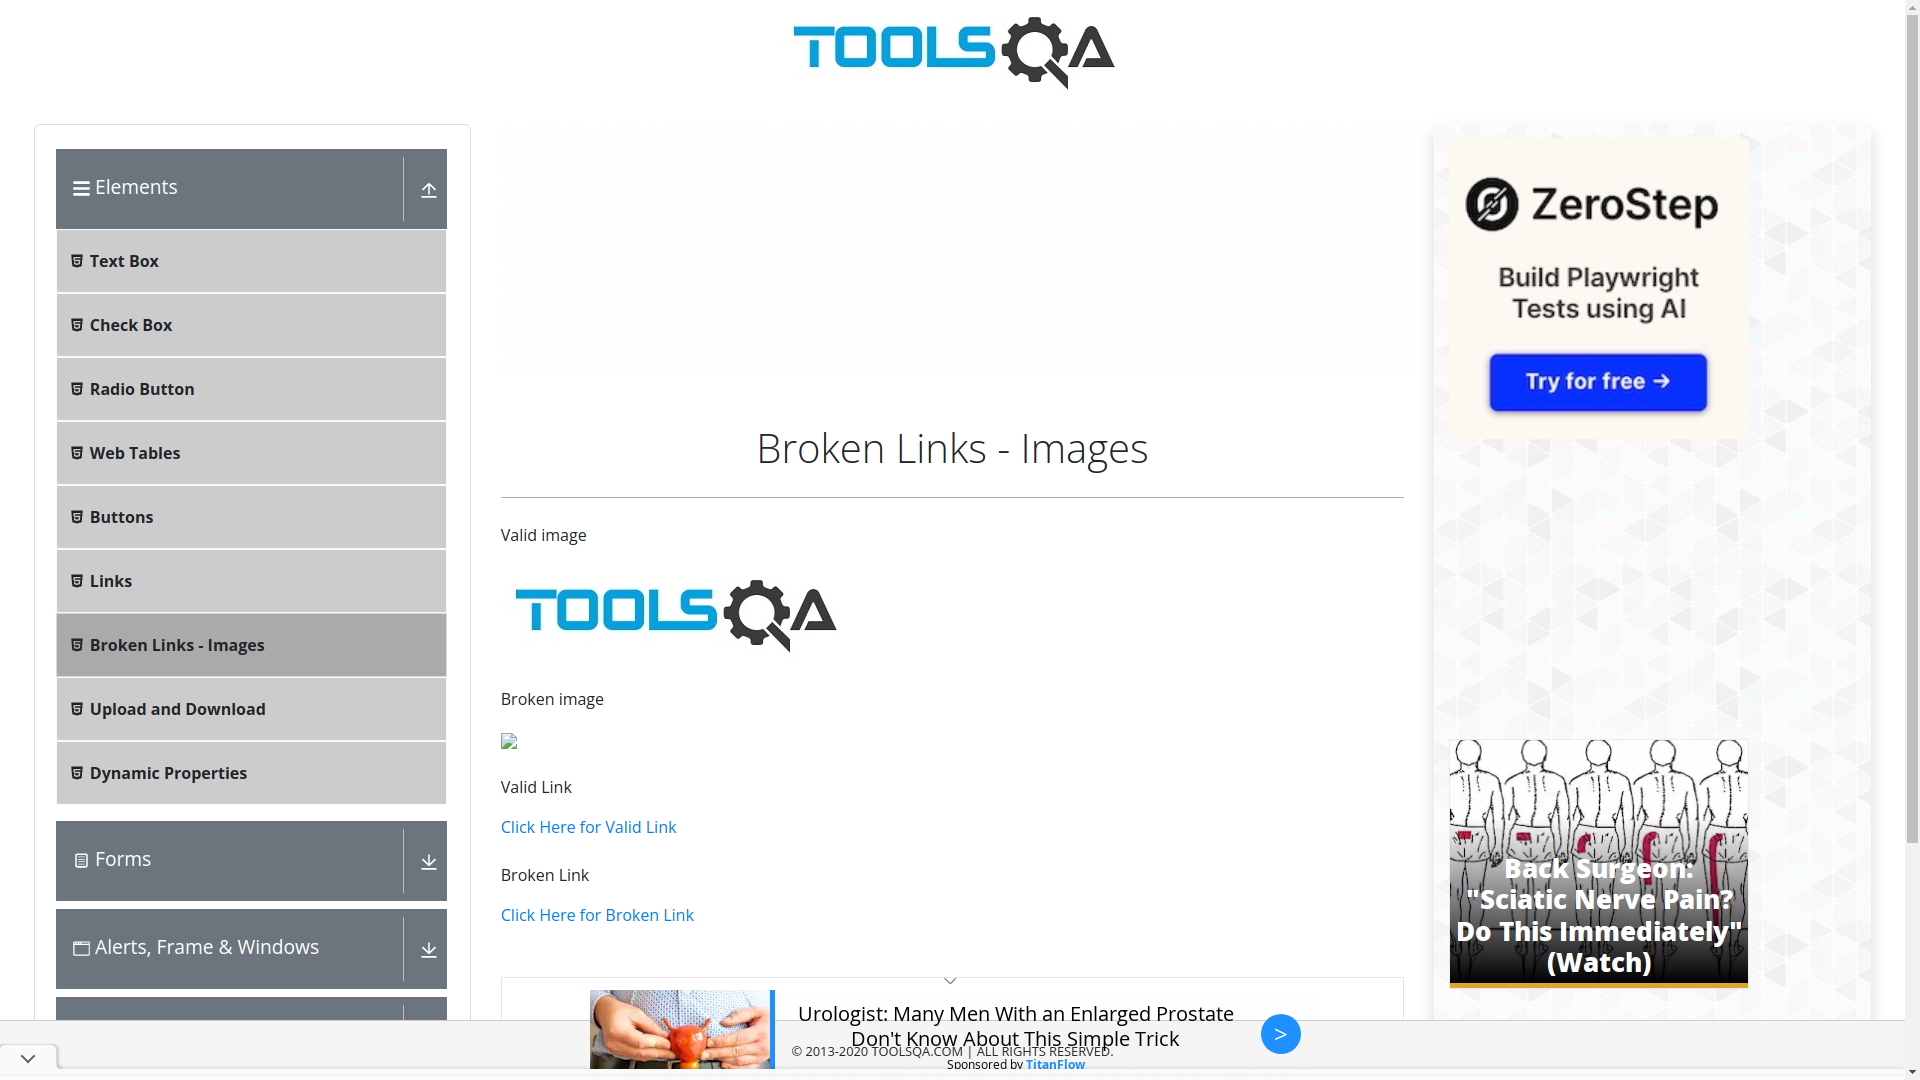 TOOLSQA
Elements
Text Box
Check Box
Radio Button
Web Tables
Buttons
Links
Broken Links - Images
Upload and Download
Dynamic Properties
Forms
Alerts, Frame & Windows
Broken Links - Images
Valid image
TOOLSQA
Broken image
Valid Link
Click Here for Valid Link
Broken Link
Click Here for Broken Link
Urologist: Many Men With an Enlarged Prostate
Don't Know About This Simple Trick
>
© 2013-2020 TOOLSQA.COM | ALL RIGHTS RESERVED.
Sponsored by TitanFlow
ZeroStep
Build Playwright
Tests using AI
Try for free →
Back Surgeon:
"Sciatic Nerve Pain?
Do This Immediately"
(Watch)